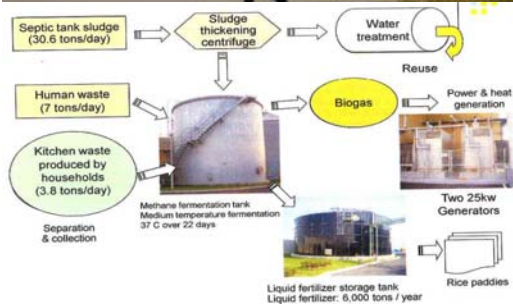 Septic tank sludge
(30.6 tons/day)
Sludge
thickening
centrifuge
Water
treatment
Reuse
Human waste
(7 tons/day)
Biogas
Power & heat
generation
Kitchen waste
produced by
households
(3.8 tons/day)
Separation
& collection
Methane fermentation tank
Medium temperature fermentation
37 C over 22 days
Two 25kw
Generators
Liquid fertilizer storage tank
Liquid fertilizer: 6,000 tons / year
Rice paddies